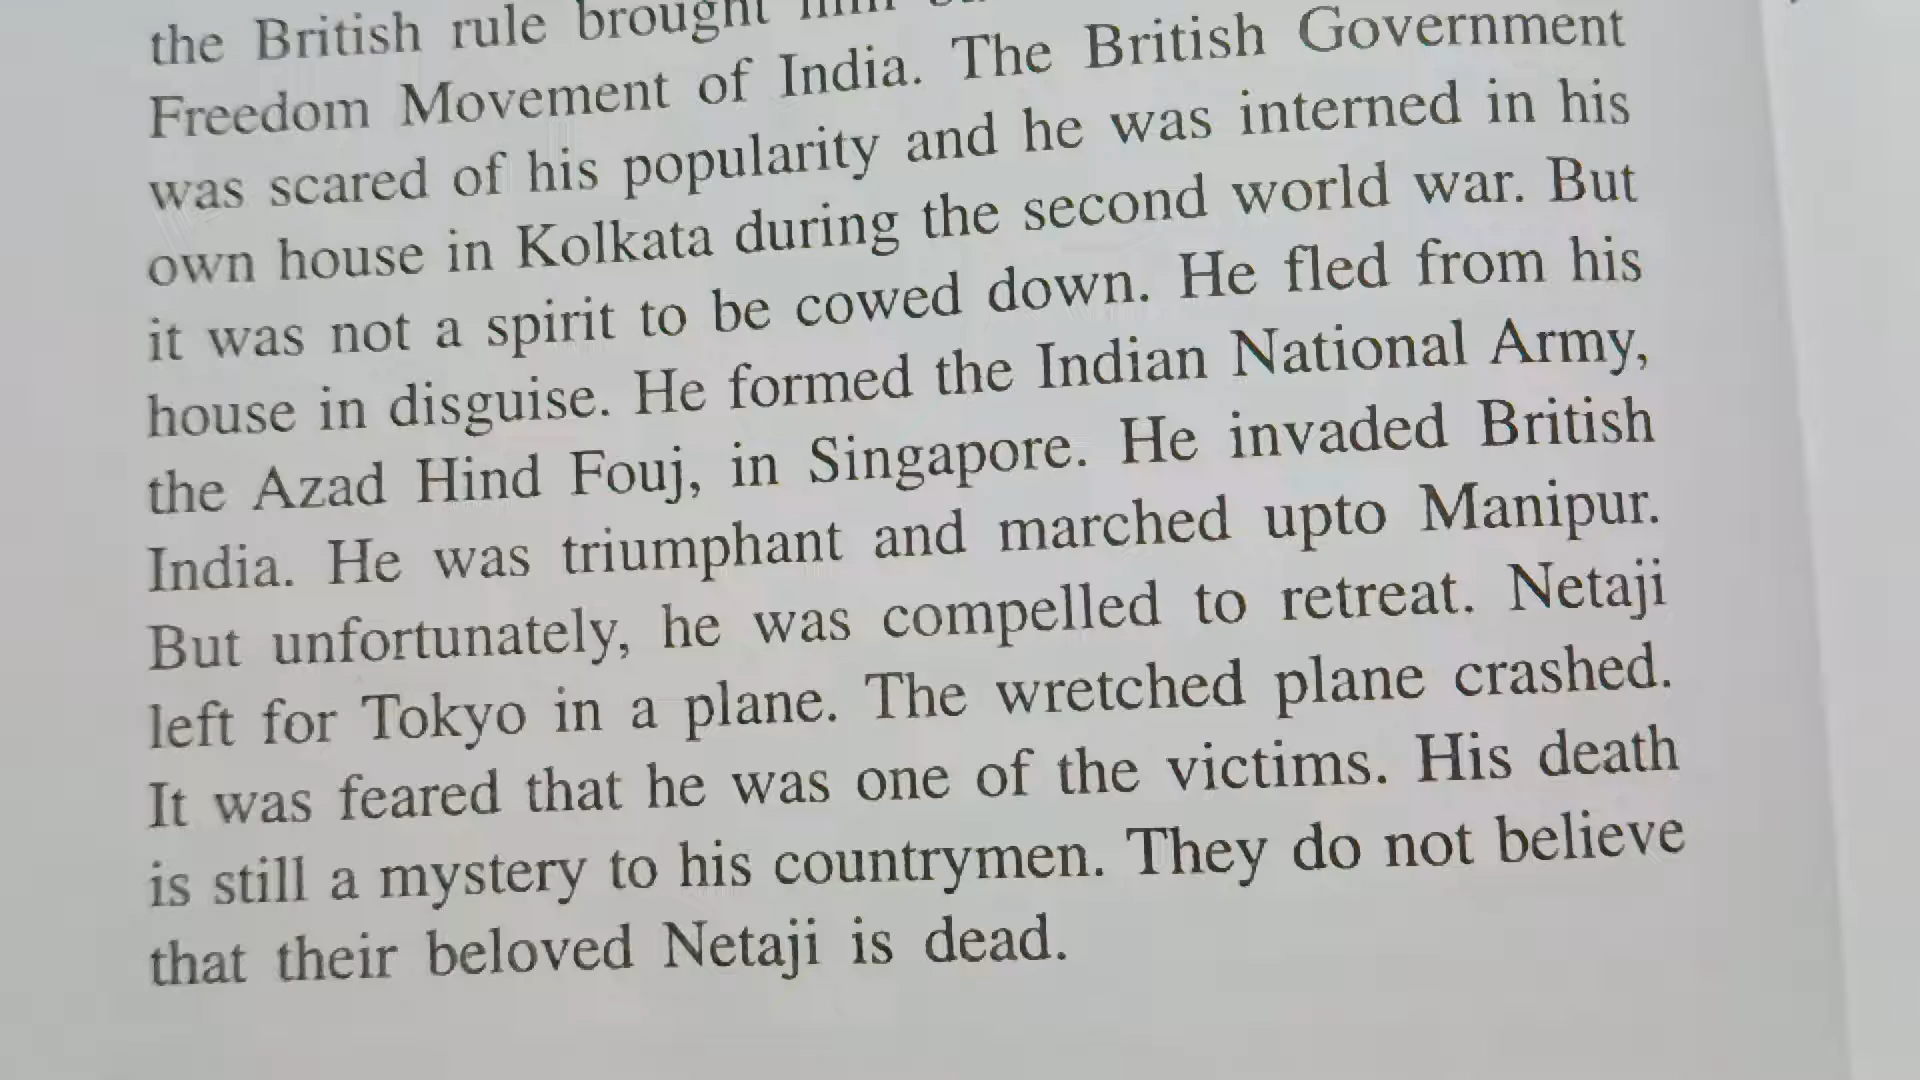 the British rule brought
Freedom Movement of India. The British Government
was scared of his popularity and he was interned in his
own house in Kolkata during the second world war. But
it was not a spirit to be cowed down. He fled from his
house in disguise. He formed the Indian National Army,
the Azad Hind Fouj, in Singapore. He invaded British
India. He was triumphant and marched upto Manipur.
But unfortunately, he was compelled to retreat. Netaji
left for Tokyo in a plane. The wretched plane crashed.
It was feared that he was one of the victims. His death
is still a mystery to his countrymen. They do not believe
that their beloved Netaji is dead.